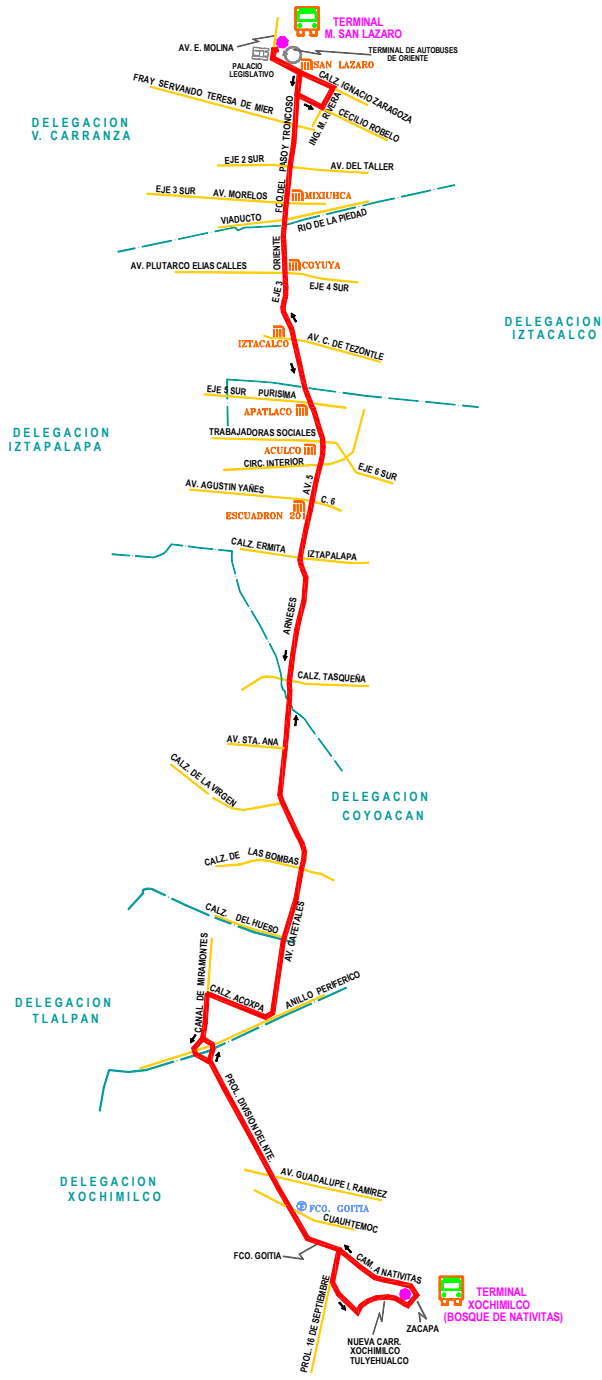 TERMINAL
M. SAN LAZARO
AV. E. MOLINA
TERMINAL DE AUTOBUSES
DE ORIENTE
PALACIO
LEGISLATIVO
SAN LAZARO
CALZ. IGNACIO ZARAGOZA
FRAY SERVANDO TERESA DE MIER
ING. M. RIVERA
CECILIO ROBELO
DELEGACION
V. CARRANZA
FCO. DEL PASO Y TRONCOSO
EJE 2 SUR
AV. DEL TALLER
EJE 3 SUR
AV. MORELOS
MIXIUHCA
VIADUCTO
RIO DE LA PIEDAD
EJE 3 ORIENTE
AV. PLUTARCO ELIAS CALLES
COYUYA
EJE 4 SUR
DELEGACION
IZTACALCO
IZTACALCO
AV. C. DE TEZONTLE
EJE 5 SUR
PURISIMA
APATLACO
DELEGACION
IZTAPALAPA
TRABAJADORAS SOCIALES
ACULCO
CIRC. INTERIOR
EJE 6 SUR
AV. AGUSTIN YAÑES
AV. 5
C. 6
ESCUADRON 201
CALZ. ERMITA
IZTAPALAPA
ARNESES
CALZ. TASQUEÑA
AV. STA. ANA
CALZ. DE LA VIRGEN
DELEGACION
COYOACAN
CALZ. DE
LAS BOMBAS
CALZ.
DEL HUESO
AV. CAFETALES
CANAL DE MIRAMONTES
CALZ. ACOXPA
ANILLO PERIFERICO
DELEGACION
TLALPAN
PROL. DIVISION DEL NTE.
DELEGACION
XOCHIMILCO
AV. GUADALUPE I. RAMIREZ
FCO. GOITIA
CUAUHTEMOC
FCO. GOITIA
CAM. A NATIVITAS
PROL. 16 DE SEPTIEMBRE
TERMINAL
XOCHIMILCO
(BOSQUE DE NATIVITAS)
ZACAPA
NUEVA CARR.
XOCHIMILCO
TULYEHUALCO